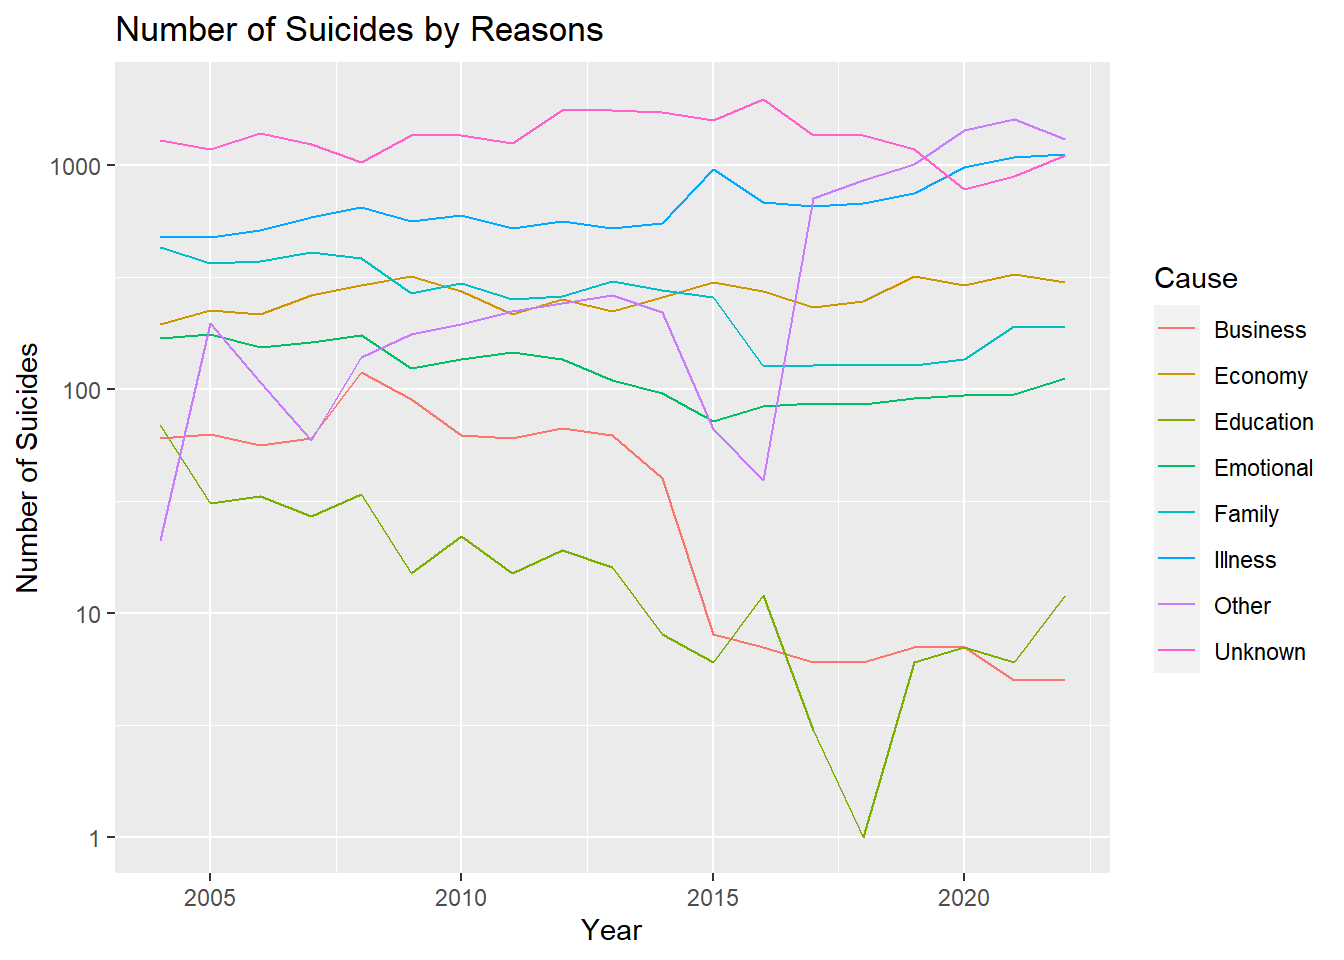 Number of Suicides by Reasons
Number of Suicides
1000
100
10
1
2005
2010
2015
2020
Year
Cause
Business
Economy
Education
Emotional
Family
Illness
Other
Unknown